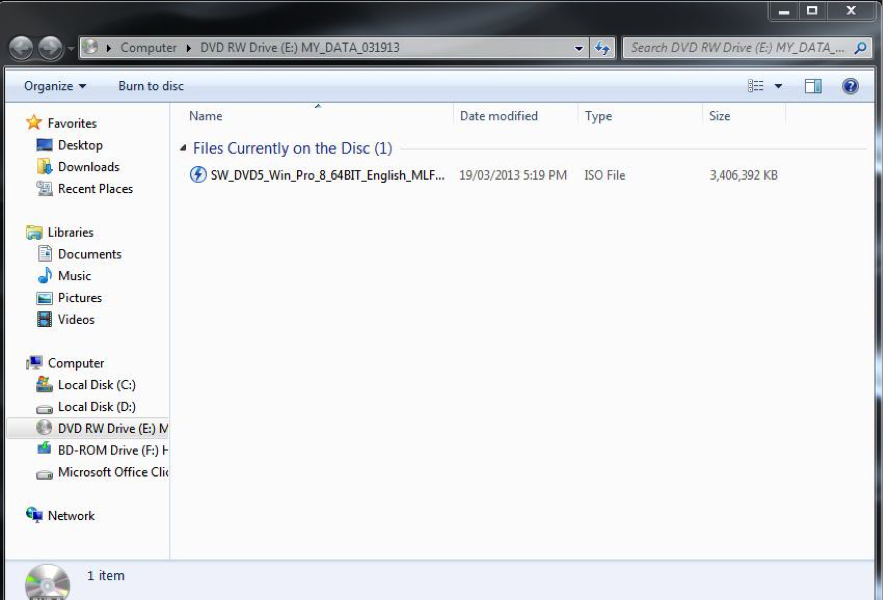 Computer ▸ DVD RW Drive (E:) MY_DATA_031913
Search DVD RW Drive (E:) MY_DATA_...
Organize Burn to disc
Name Date modified Type Size
Files Currently on the Disc (1)
SW_DVD5_Win_Pro_8_64BIT_English_MLF... 19/03/2013 5:19 PM ISO File 3,406,392 KB
Favorites
Desktop
Downloads
Recent Places
Libraries
Documents
Music
Pictures
Videos
Computer
Local Disk (C:)
Local Disk (D:)
DVD RW Drive (E:) M
BD-ROM Drive (F:) H
Microsoft Office Clic
Network
1 item